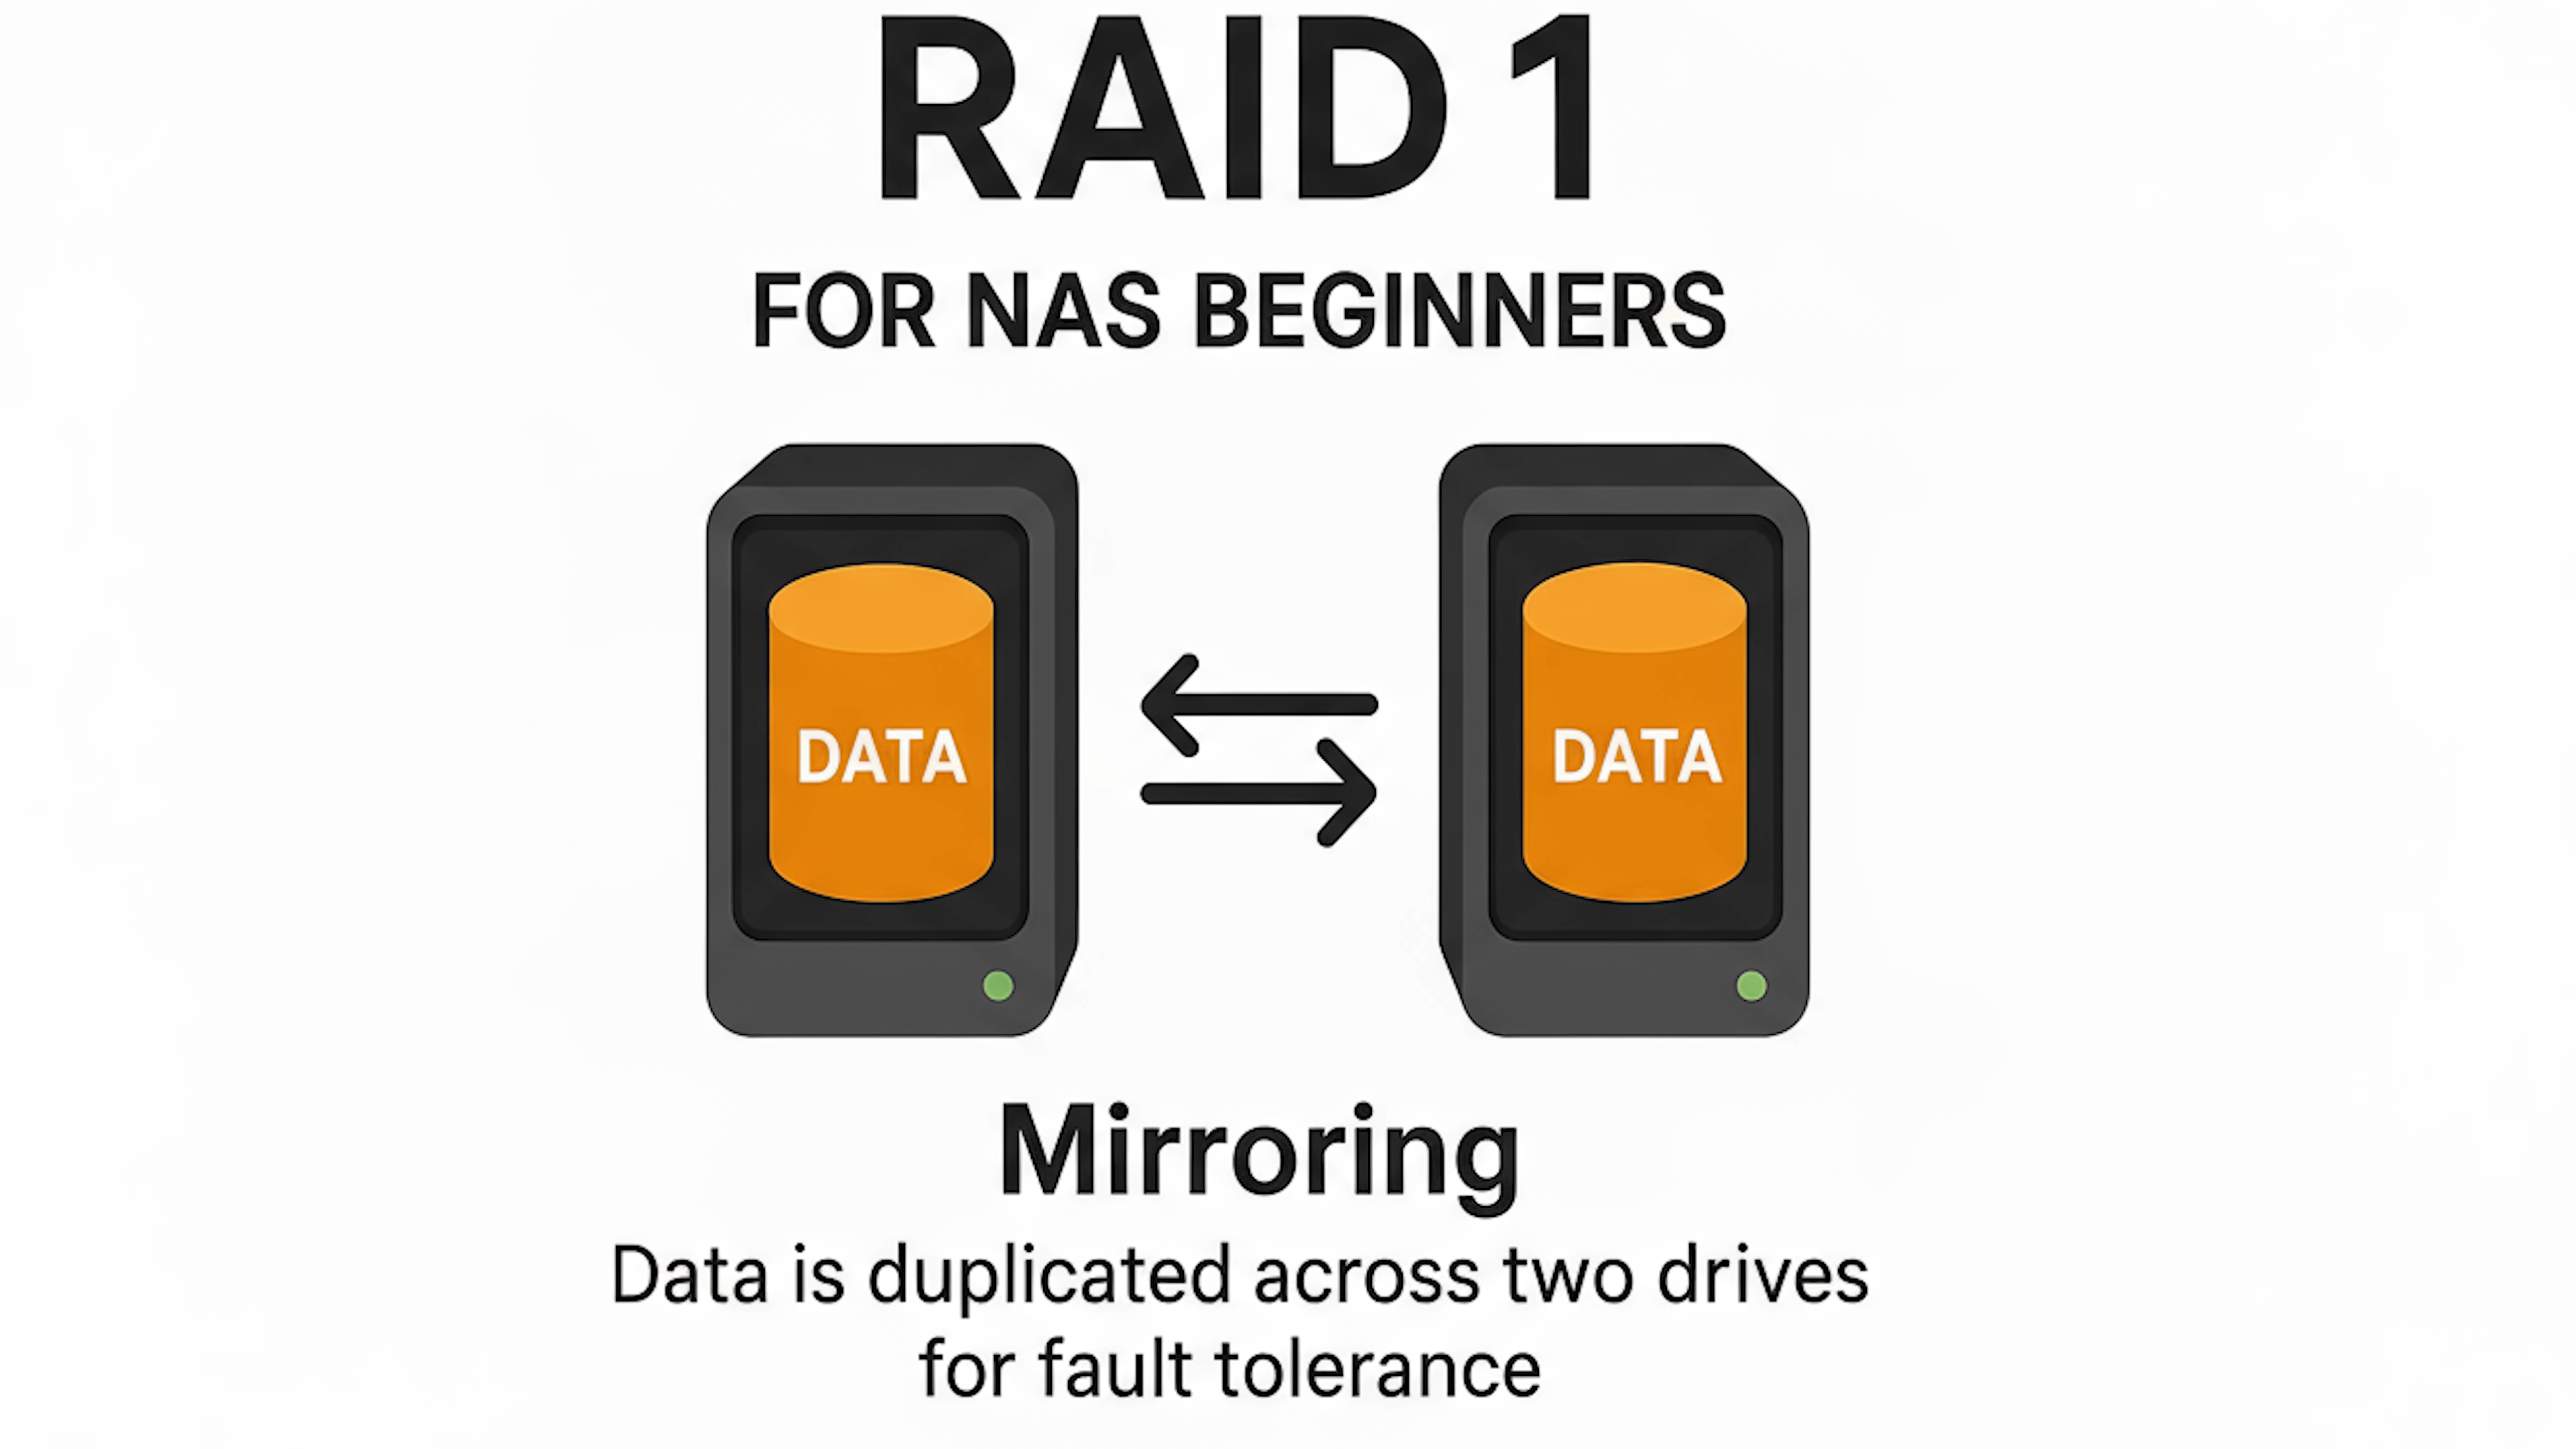 RAID 1
FOR NAS BEGINNERS
DATA
DATA
Mirroring
Data is duplicated across two drives
for fault tolerance